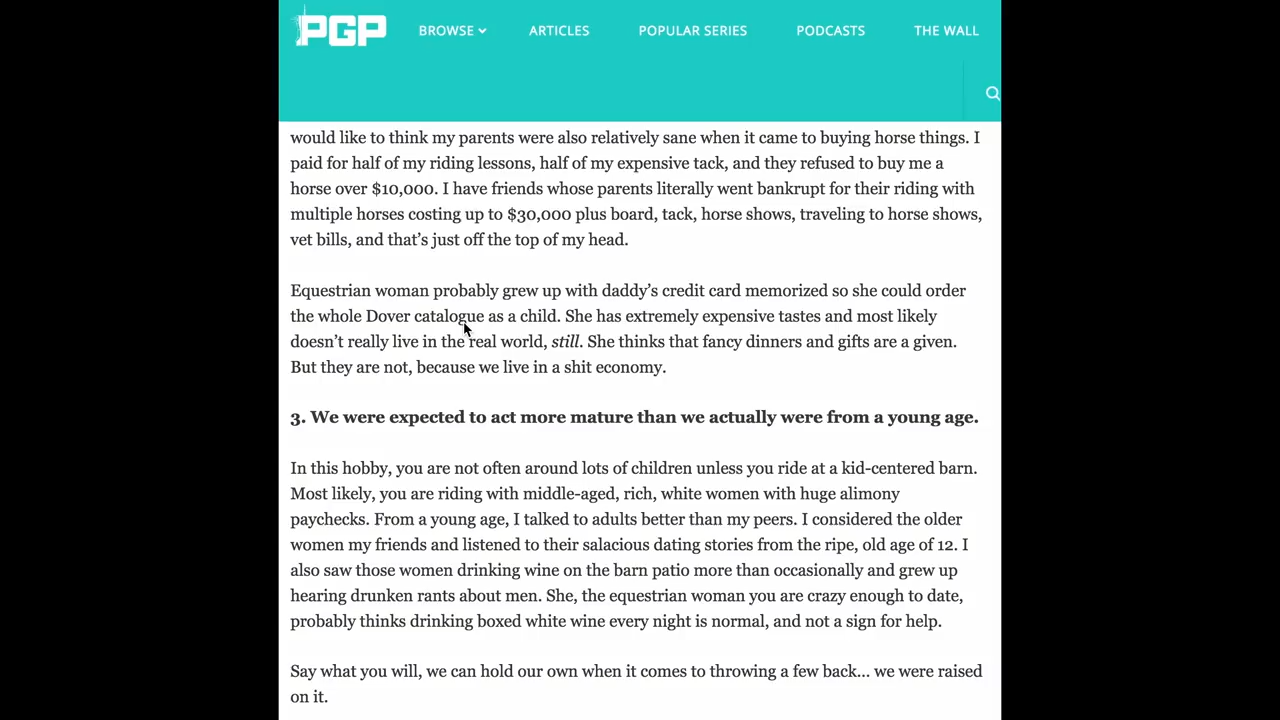 PGP
BROWSE
ARTICLES
POPULAR SERIES
PODCASTS
THE WALL
would like to think my parents were also relatively sane when it came to buying horse things. I
paid for half of my riding lessons, half of my expensive tack, and they refused to buy me a
horse over $10,000. I have friends whose parents literally went bankrupt for their riding with
multiple horses costing up to $30,000 plus board, tack, horse shows, traveling to horse shows,
vet bills, and that’s just off the top of my head.
Equestrian woman probably grew up with daddy’s credit card memorized so she could order
the whole Dover catalogue as a child. She has extremely expensive tastes and most likely
doesn’t really live in the real world, still. She thinks that fancy dinners and gifts are a given.
But they are not, because we live in a shit economy.
3. We were expected to act more mature than we actually were from a young age.
In this hobby, you are not often around lots of children unless you ride at a kid-centered barn.
Most likely, you are riding with middle-aged, rich, white women with huge alimony
paychecks. From a young age, I talked to adults better than my peers. I considered the older
women my friends and listened to their salacious dating stories from the ripe, old age of 12. I
also saw those women drinking wine on the barn patio more than occasionally and grew up
hearing drunken rants about men. She, the equestrian woman you are crazy enough to date,
probably thinks drinking boxed white wine every night is normal, and not a sign for help.
Say what you will, we can hold our own when it comes to throwing a few back… we were raised
on it.